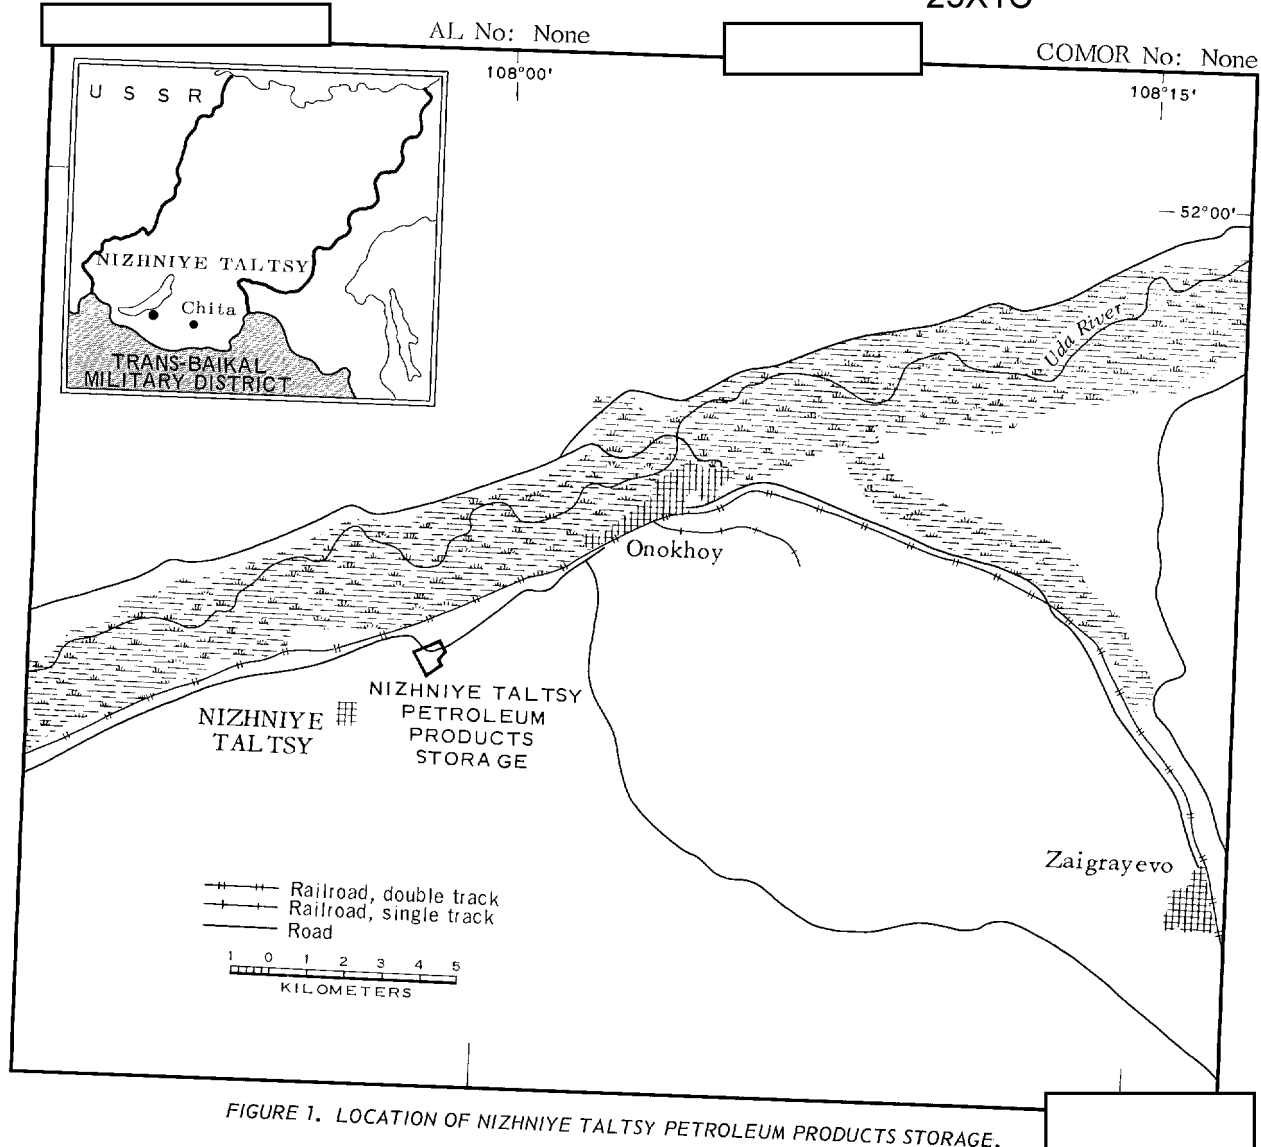 AL No: None
COMOR No: None
108°00'
108°15'
52°00'
U S S R
NIZHNIYE TALTSY
Chita
TRANS-BAIKAL
MILITARY DISTRICT
Uda River
Onokhoy
NIZHNIYE TALTSY
PETROLEUM
PRODUCTS
STORAGE
NIZHNIYE
TALTSY
Zaigrayevo
Railroad, double track
Railroad, single track
Road
1 0 1 2 3 4 5
KILOMETERS
FIGURE 1. LOCATION OF NIZHNIYE TALTSY PETROLEUM PRODUCTS STORAGE.